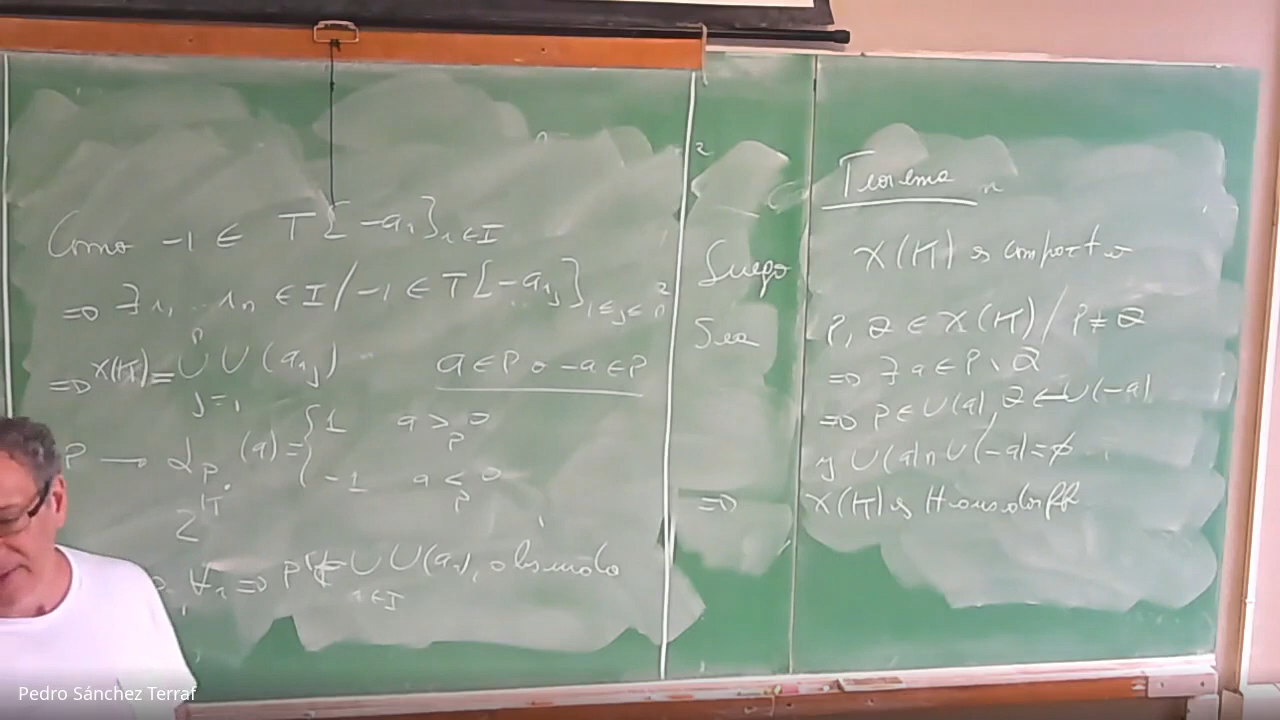 Como -1 ∈ T[-a_i]_{i∈I}
⇒ ∃ i_1 ... i_n ∈ I / -1 ∈ T[-a_{i_j}]_{1≤j≤n}
⇒ X(K) = ∪_{j=1}^n U(a_{i_j})
a ∈ P o -a ∈ P
P → α_P (a) = { 1 a >_P 0
-1 a <_P 0
2^K
∀i ⇒ P ∉ ∪_{i∈I} U(a_i), absurdo
Luego
Sea
⇒
Teorema
X(K) es compacto
P, Q ∈ X(K) / P ≠ Q
⇒ ∃ a ∈ P \ Q
⇒ P ∈ U(a), Q ∈ U(-a)
y U(a) ∩ U(-a) = ∅
X(K) es Hausdorff
Pedro Sánchez Terraf